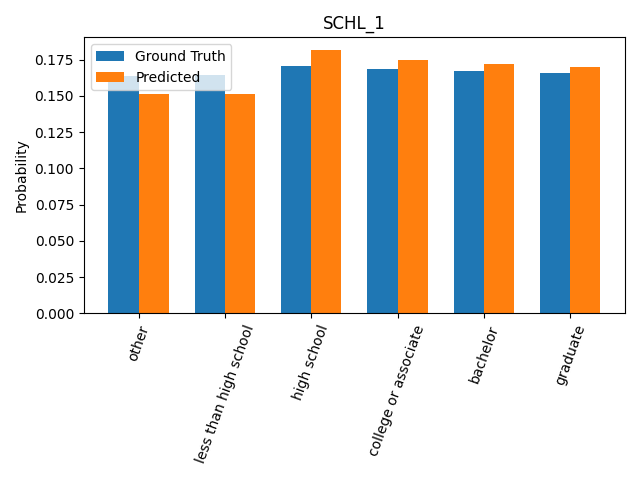 SCHL_1
Ground Truth
Predicted
Probability
0.175
0.150
0.125
0.100
0.075
0.050
0.025
0.000
other
less than high school
high school
college or associate
bachelor
graduate